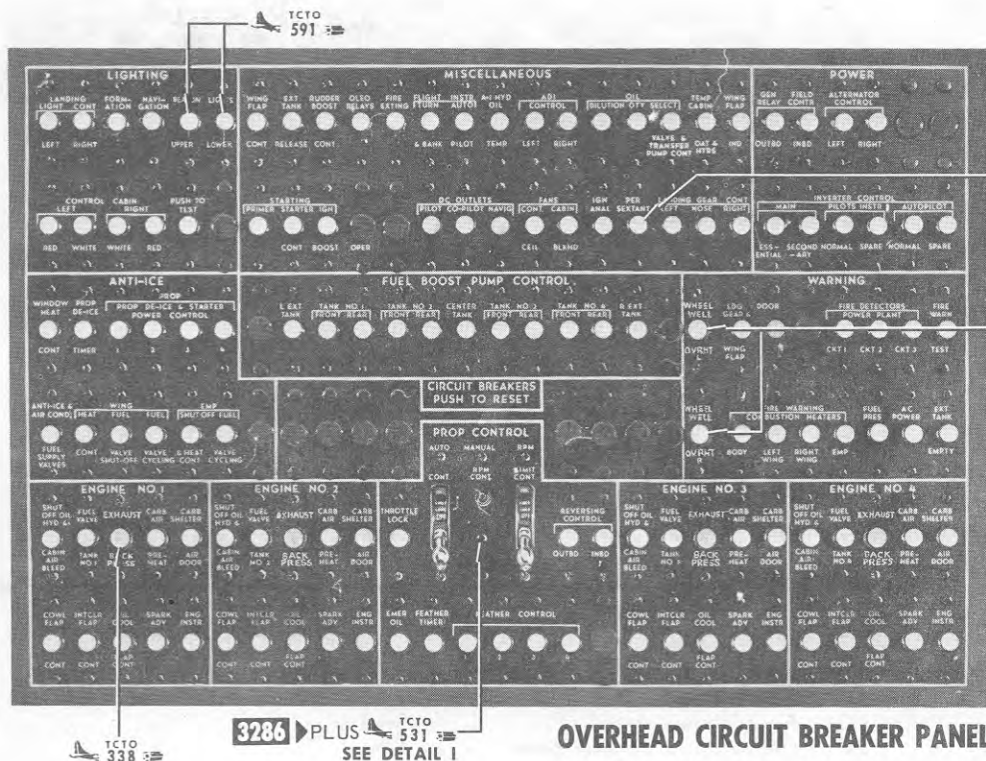 TCTO
591
LIGHTING
MISCELLANEOUS
POWER
LANDING
LIGHT CONT
FORM-
ATION
NAVI-
GATION
LIGHTS
WING
FLAP
EXT
TANK
RUDDER
BOOST
OLEO
RELAYS
FIRE
EXTING
FLIGHT
TURN
INSTR
AUTO
A-I HYD
OIL
ADI
CONTROL
OIL
DILUTION QTY SELECT
TEMP
CABIN
WING
FLAP
GEN
RELAY
FIELD
CONTR
ALTERNATOR
CONTROL
LEFT RIGHT UPPER LOWER
CONT RELEASE CONT
& BANK PILOT TEMP LEFT RIGHT
VALVE &
TRANSFER
PUMP CONT
OAT &
HTRS
IND
OUTBD INBD LEFT RIGHT
CONTROL CABIN
LEFT RIGHT
PUSH TO
TEST
STARTING
PRIMER STARTER IGN
DC OUTLETS
PILOT CO-PILOT NAVIG
FANS
CONT. CABIN
IGN
ANAL
PER
SEXTANT
LANDING GEAR CONT
LEFT NOSE RIGHT
INVERTER CONTROL
MAIN PILOTS INSTR AUTOPILOT
RED WHITE WHITE RED
CONT BOOST OPER
CEIL BLKHD
ESS-
ENTIAL
SECOND
-ARY
NORMAL SPARE NORMAL SPARE
ANTI-ICE
FUEL BOOST PUMP CONTROL
WARNING
WINDOW
HEAT
PROP
DE-ICE
PROP
PROP DE-ICE & STARTER
POWER CONTROL
L EXT
TANK
TANK NO. 1
FRONT REAR
TANK NO. 2
FRONT REAR
CENTER
TANK
TANK NO. 3
FRONT REAR
TANK NO. 4
FRONT REAR
R EXT
TANK
WHEEL
WELL
LDG
GEAR &
DOOR
FIRE DETECTORS
POWER PLANT
FIRE
WARN
CONT TIMER 1 2 3 4
OVRHT
WING
FLAP
CKT 1 CKT 2 CKT 3 TEST
CIRCUIT BREAKERS
PUSH TO RESET
ANTI-ICE &
AIR COND
WING
HEAT FUEL FUEL
EMP
SHUT OFF FUEL
WHEEL
WELL
FIRE WARNING
COMBUSTION HEATERS
FUEL
PRES
A-C
POWER
EXT
TANK
FUEL
SUPPLY
VALVES
CONT
VALVE
SHUT-OFF
VALVE
CYCLING
& HEAT
CONT
VALVE
CYCLING
OVRHT
BODY
LEFT
WING
RIGHT
WING
EMP
EMPTY
PROP CONTROL
AUTO MANUAL RPM
CONT
RPM
CONS
LIMIT
CONT
ENGINE NO. 1
ENGINE NO. 2
ENGINE NO. 3
ENGINE NO. 4
SHUT
OFF OIL
HYD &
FUEL
VALVE
EXHAUST
CARB
AIR
CARB
SHELTER
SHUT
OFF OIL
HYD &
FUEL
VALVE
EXHAUST
CARB
AIR
CARB
SHELTER
THROTTLE
LOCK
REVERSING
CONTROL
SHUT
OFF OIL
HYD &
FUEL
VALVE
EXHAUST
CARB
AIR
CARB
SHELTER
SHUT
OFF OIL
HYD &
FUEL
VALVE
EXHAUST
CARB
AIR
CARB
SHELTER
CABIN
AIR
BLEED
TANK
NO. 1
PRE-
HEAT
AIR
DOOR
CABIN
AIR
BLEED
TANK
NO. 2
BACK
PRESS
PRE-
HEAT
AIR
DOOR
OUTBD INBD
CABIN
AIR
BLEED
TANK
NO. 3
BACK
PRESS
PRE-
HEAT
AIR
DOOR
CABIN
AIR
BLEED
TANK
NO. 4
BACK
PRESS
PRE-
HEAT
AIR
DOOR
COWL
FLAP
INTCLR
FLAP
OIL
COOL
SPARK
ADV
ENG
INSTR
COWL
FLAP
INTCLR
FLAP
OIL
COOL
SPARK
ADV
ENG
INSTR
EMER
OIL
FEATHER
TIMER
FEATHER CONTROL
COWL
FLAP
INTCLR
FLAP
OIL
COOL
SPARK
ADV
ENG
INSTR
COWL
FLAP
INTCLR
FLAP
OIL
COOL
SPARK
ADV
ENG
INSTR
CONT CONT
FLAP
CONT
CONT CONT
FLAP
CONT
1 2 3 4
CONT CONT
FLAP
CONT
CONT CONT
FLAP
CONT
TCTO
338
3286 PLUS TCTO
531
SEE DETAIL 1
OVERHEAD CIRCUIT BREAKER PANEL